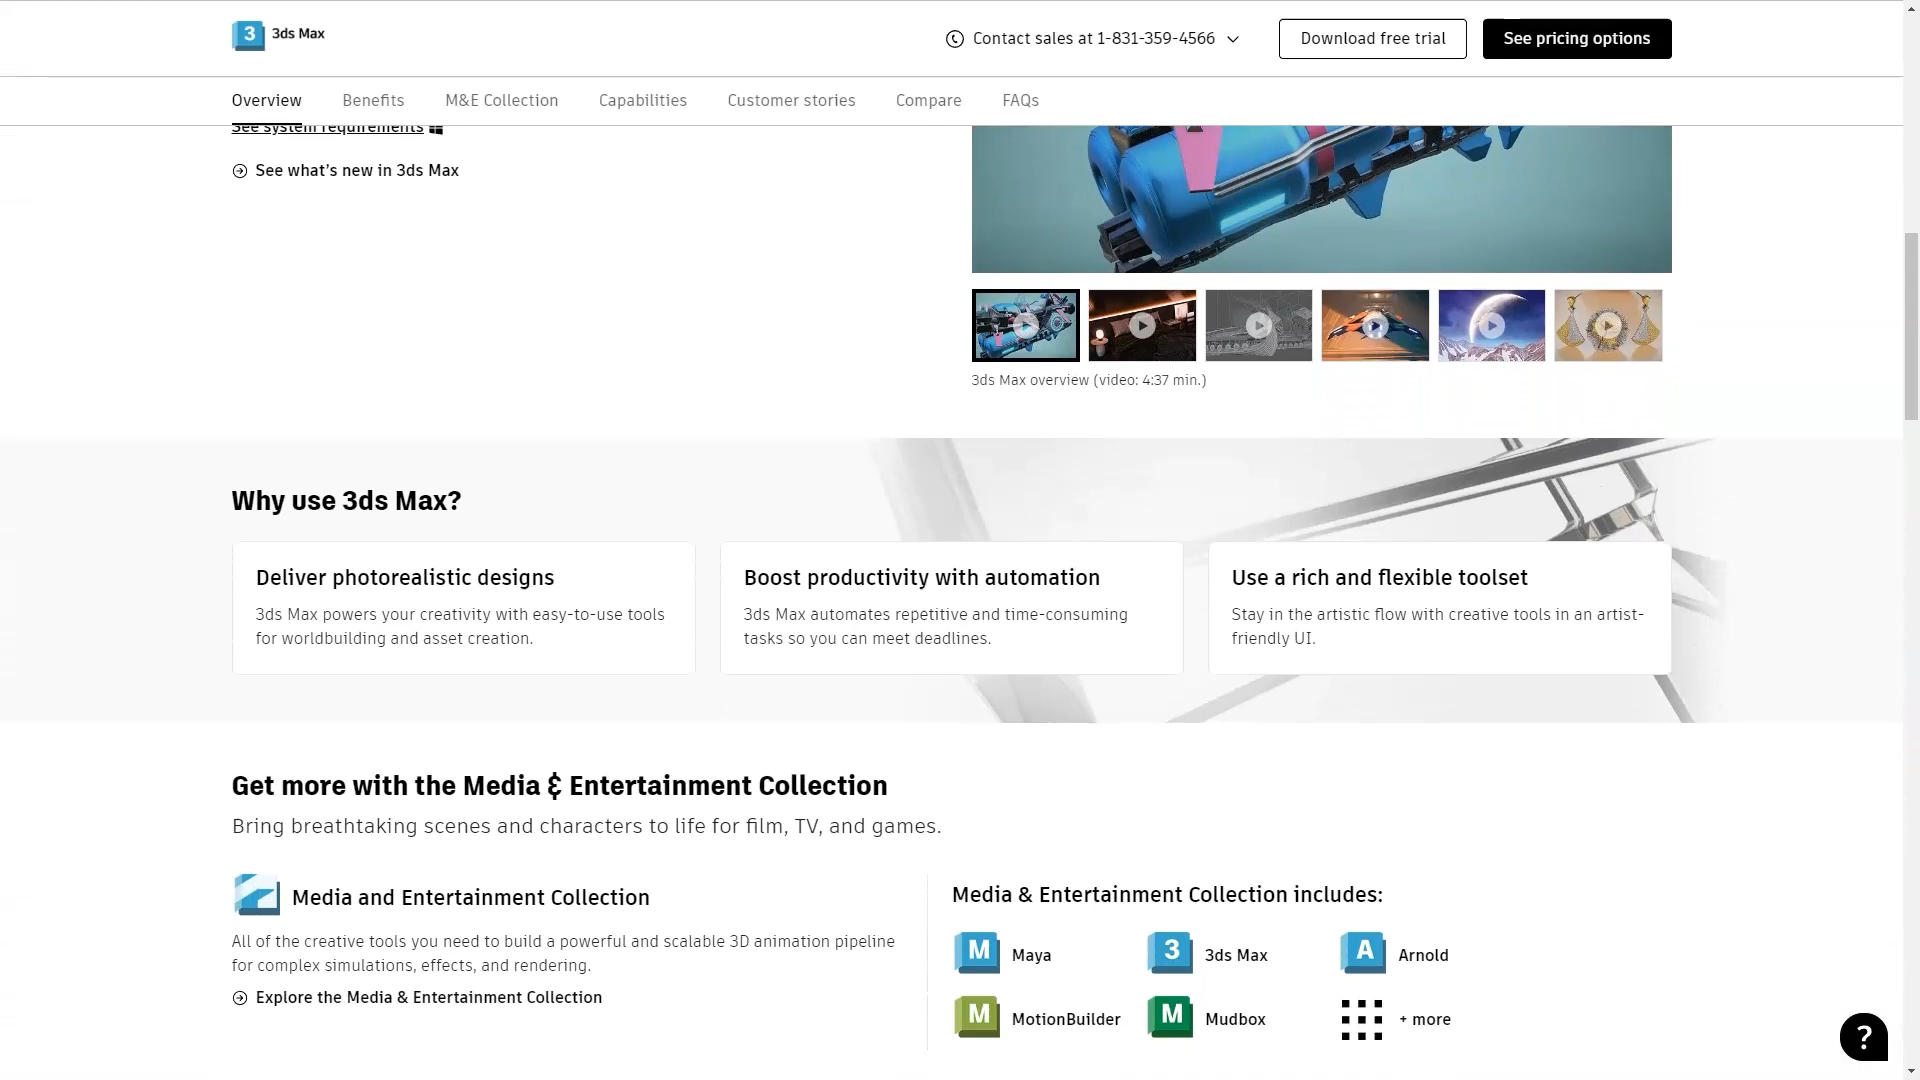 3 3ds Max
Contact sales at 1-831-359-4566
Download free trial
See pricing options
Overview
Benefits
M&E Collection
Capabilities
Customer stories
Compare
FAQs
See system requirements
See what’s new in 3ds Max
3ds Max overview (video: 4:37 min.)
Why use 3ds Max?
Deliver photorealistic designs
3ds Max powers your creativity with easy-to-use tools
for worldbuilding and asset creation.
Boost productivity with automation
3ds Max automates repetitive and time-consuming
tasks so you can meet deadlines.
Use a rich and flexible toolset
Stay in the artistic flow with creative tools in an artist-
friendly UI.
Get more with the Media & Entertainment Collection
Bring breathtaking scenes and characters to life for film, TV, and games.
Media and Entertainment Collection
All of the creative tools you need to build a powerful and scalable 3D animation pipeline
for complex simulations, effects, and rendering.
Explore the Media & Entertainment Collection
Media & Entertainment Collection includes:
M Maya
3 3ds Max
A Arnold
M MotionBuilder
M Mudbox
+ more
?